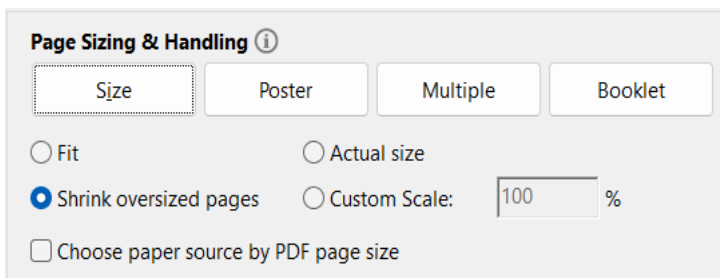 Page Sizing & Handling
Size Poster Multiple Booklet
Fit Actual size
Shrink oversized pages Custom Scale: 100 %
Choose paper source by PDF page size